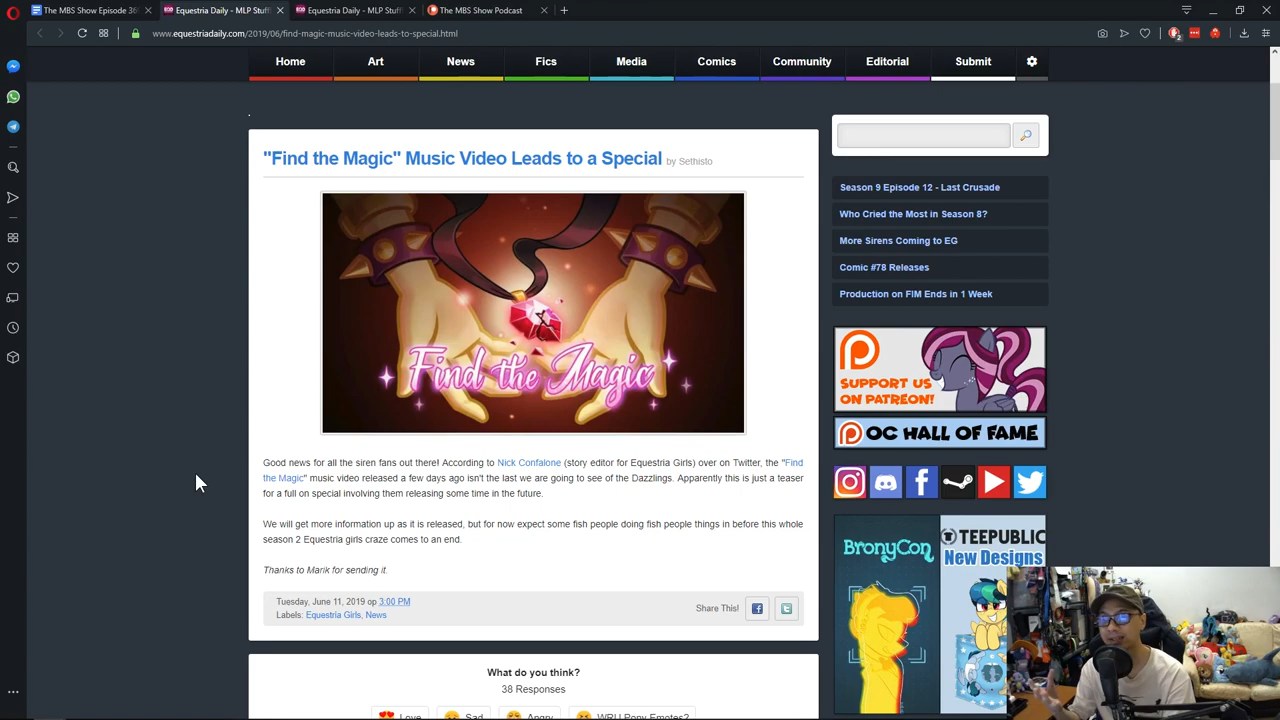 The MBS Show Episode 36
Equestria Daily - MLP Stuff
Equestria Daily - MLP Stuff
The MBS Show Podcast
www.equestriadaily.com/2019/06/find-magic-music-video-leads-to-special.html
2
Home
Art
News
Fics
Media
Comics
Community
Editorial
Submit
"Find the Magic" Music Video Leads to a Special by Sethisto
Find the Magic
Good news for all the siren fans out there! According to Nick Confalone (story editor for Equestria Girls) over on Twitter, the "Find
the Magic" music video released a few days ago isn't the last we are going to see of the Dazzlings. Apparently this is just a teaser
for a full on special involving them releasing some time in the future.
We will get more information up as it is released, but for now expect some fish people doing fish people things in before this whole
season 2 Equestria girls craze comes to an end.
Thanks to Marik for sending it.
Tuesday, June 11, 2019 op 3:00 PM
Labels: Equestria Girls, News
Share This!
What do you think?
38 Responses
Love
Sad
Angry
WRU Pony Emotes?
Season 9 Episode 12 - Last Crusade
Who Cried the Most in Season 8?
More Sirens Coming to EG
Comic #78 Releases
Production on FIM Ends in 1 Week
SUPPORT US
ON PATREON!
OC HALL OF FAME
BRONYCON
TEEPUBLIC
New Designs